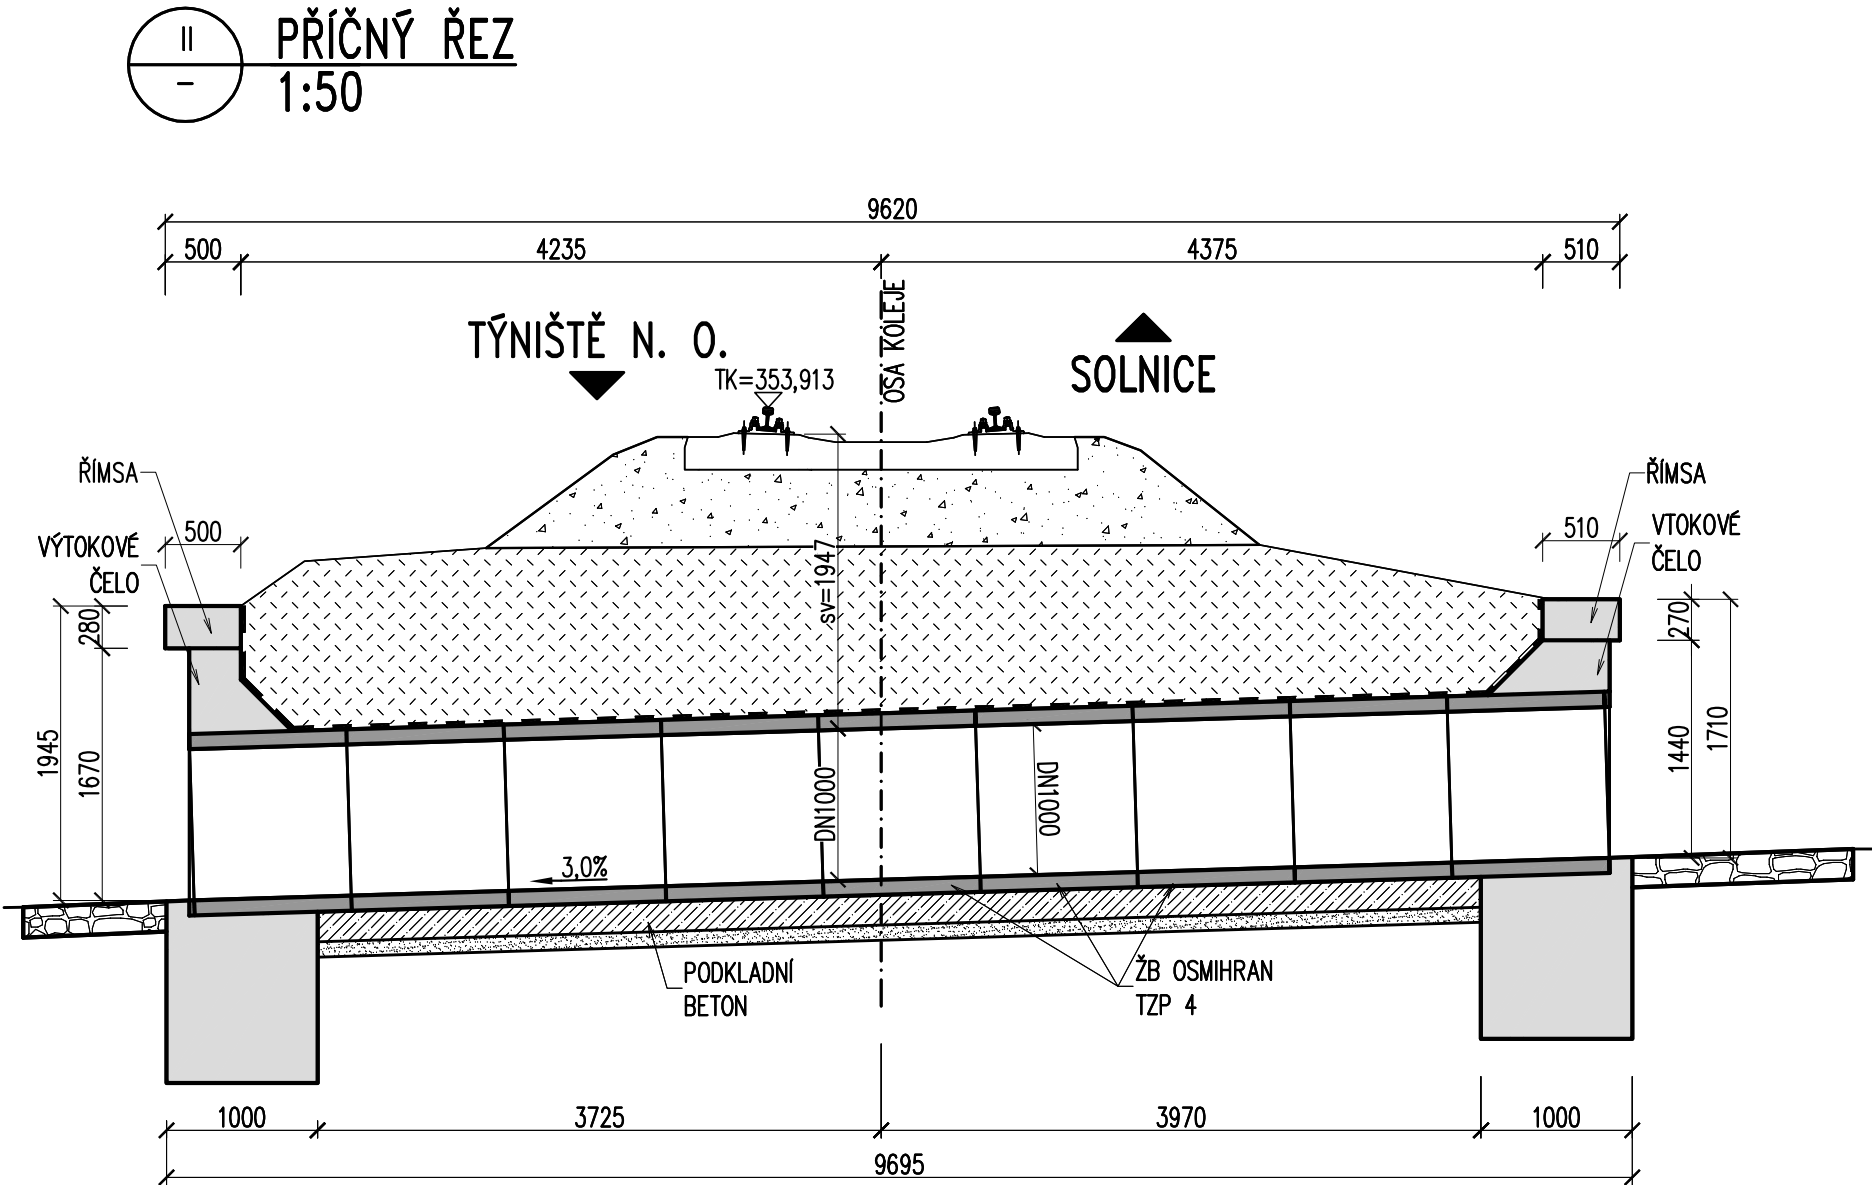 II
PŘÍČNÝ ŘEZ
–
1:50
9620
500
4235
4375
510
OSA KOLEJE
TÝNIŠTĚ N. O.
SOLNICE
TK=353,913
ŘÍMSA
ŘÍMSA
500
510
VÝTOKOVÉ
ČELO
VTOKOVÉ
ČELO
sv=1947
280
270
1945
1670
1440
1710
DN1000
DN1000
3,0%
PODKLADNÍ
BETON
ŽB OSMIHRAN
TZP 4
1000
3725
3970
1000
9695